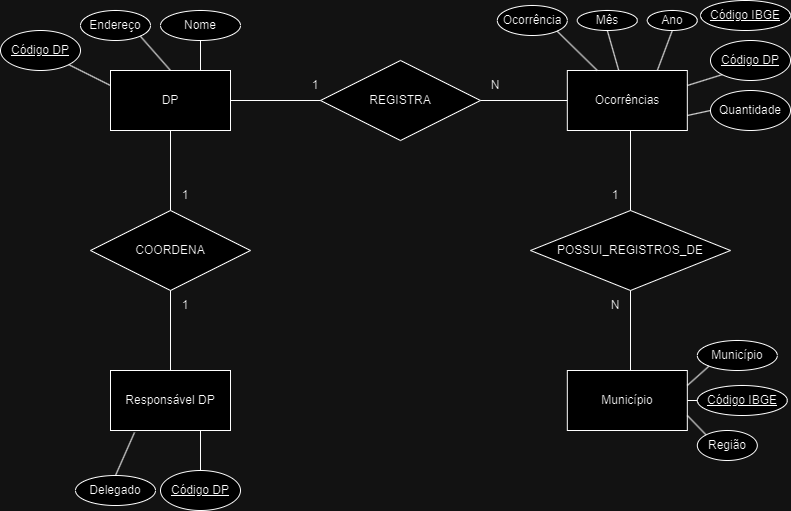 Código IBGE
Endereço
Nome
Ocorrência
Mês
Ano
Código DP
Código DP
DP
1
REGISTRA
N
Ocorrências
Quantidade
1
1
COORDENA
POSSUI_REGISTROS_DE
1
N
Município
Responsável DP
Município
Código IBGE
Região
Delegado
Código DP